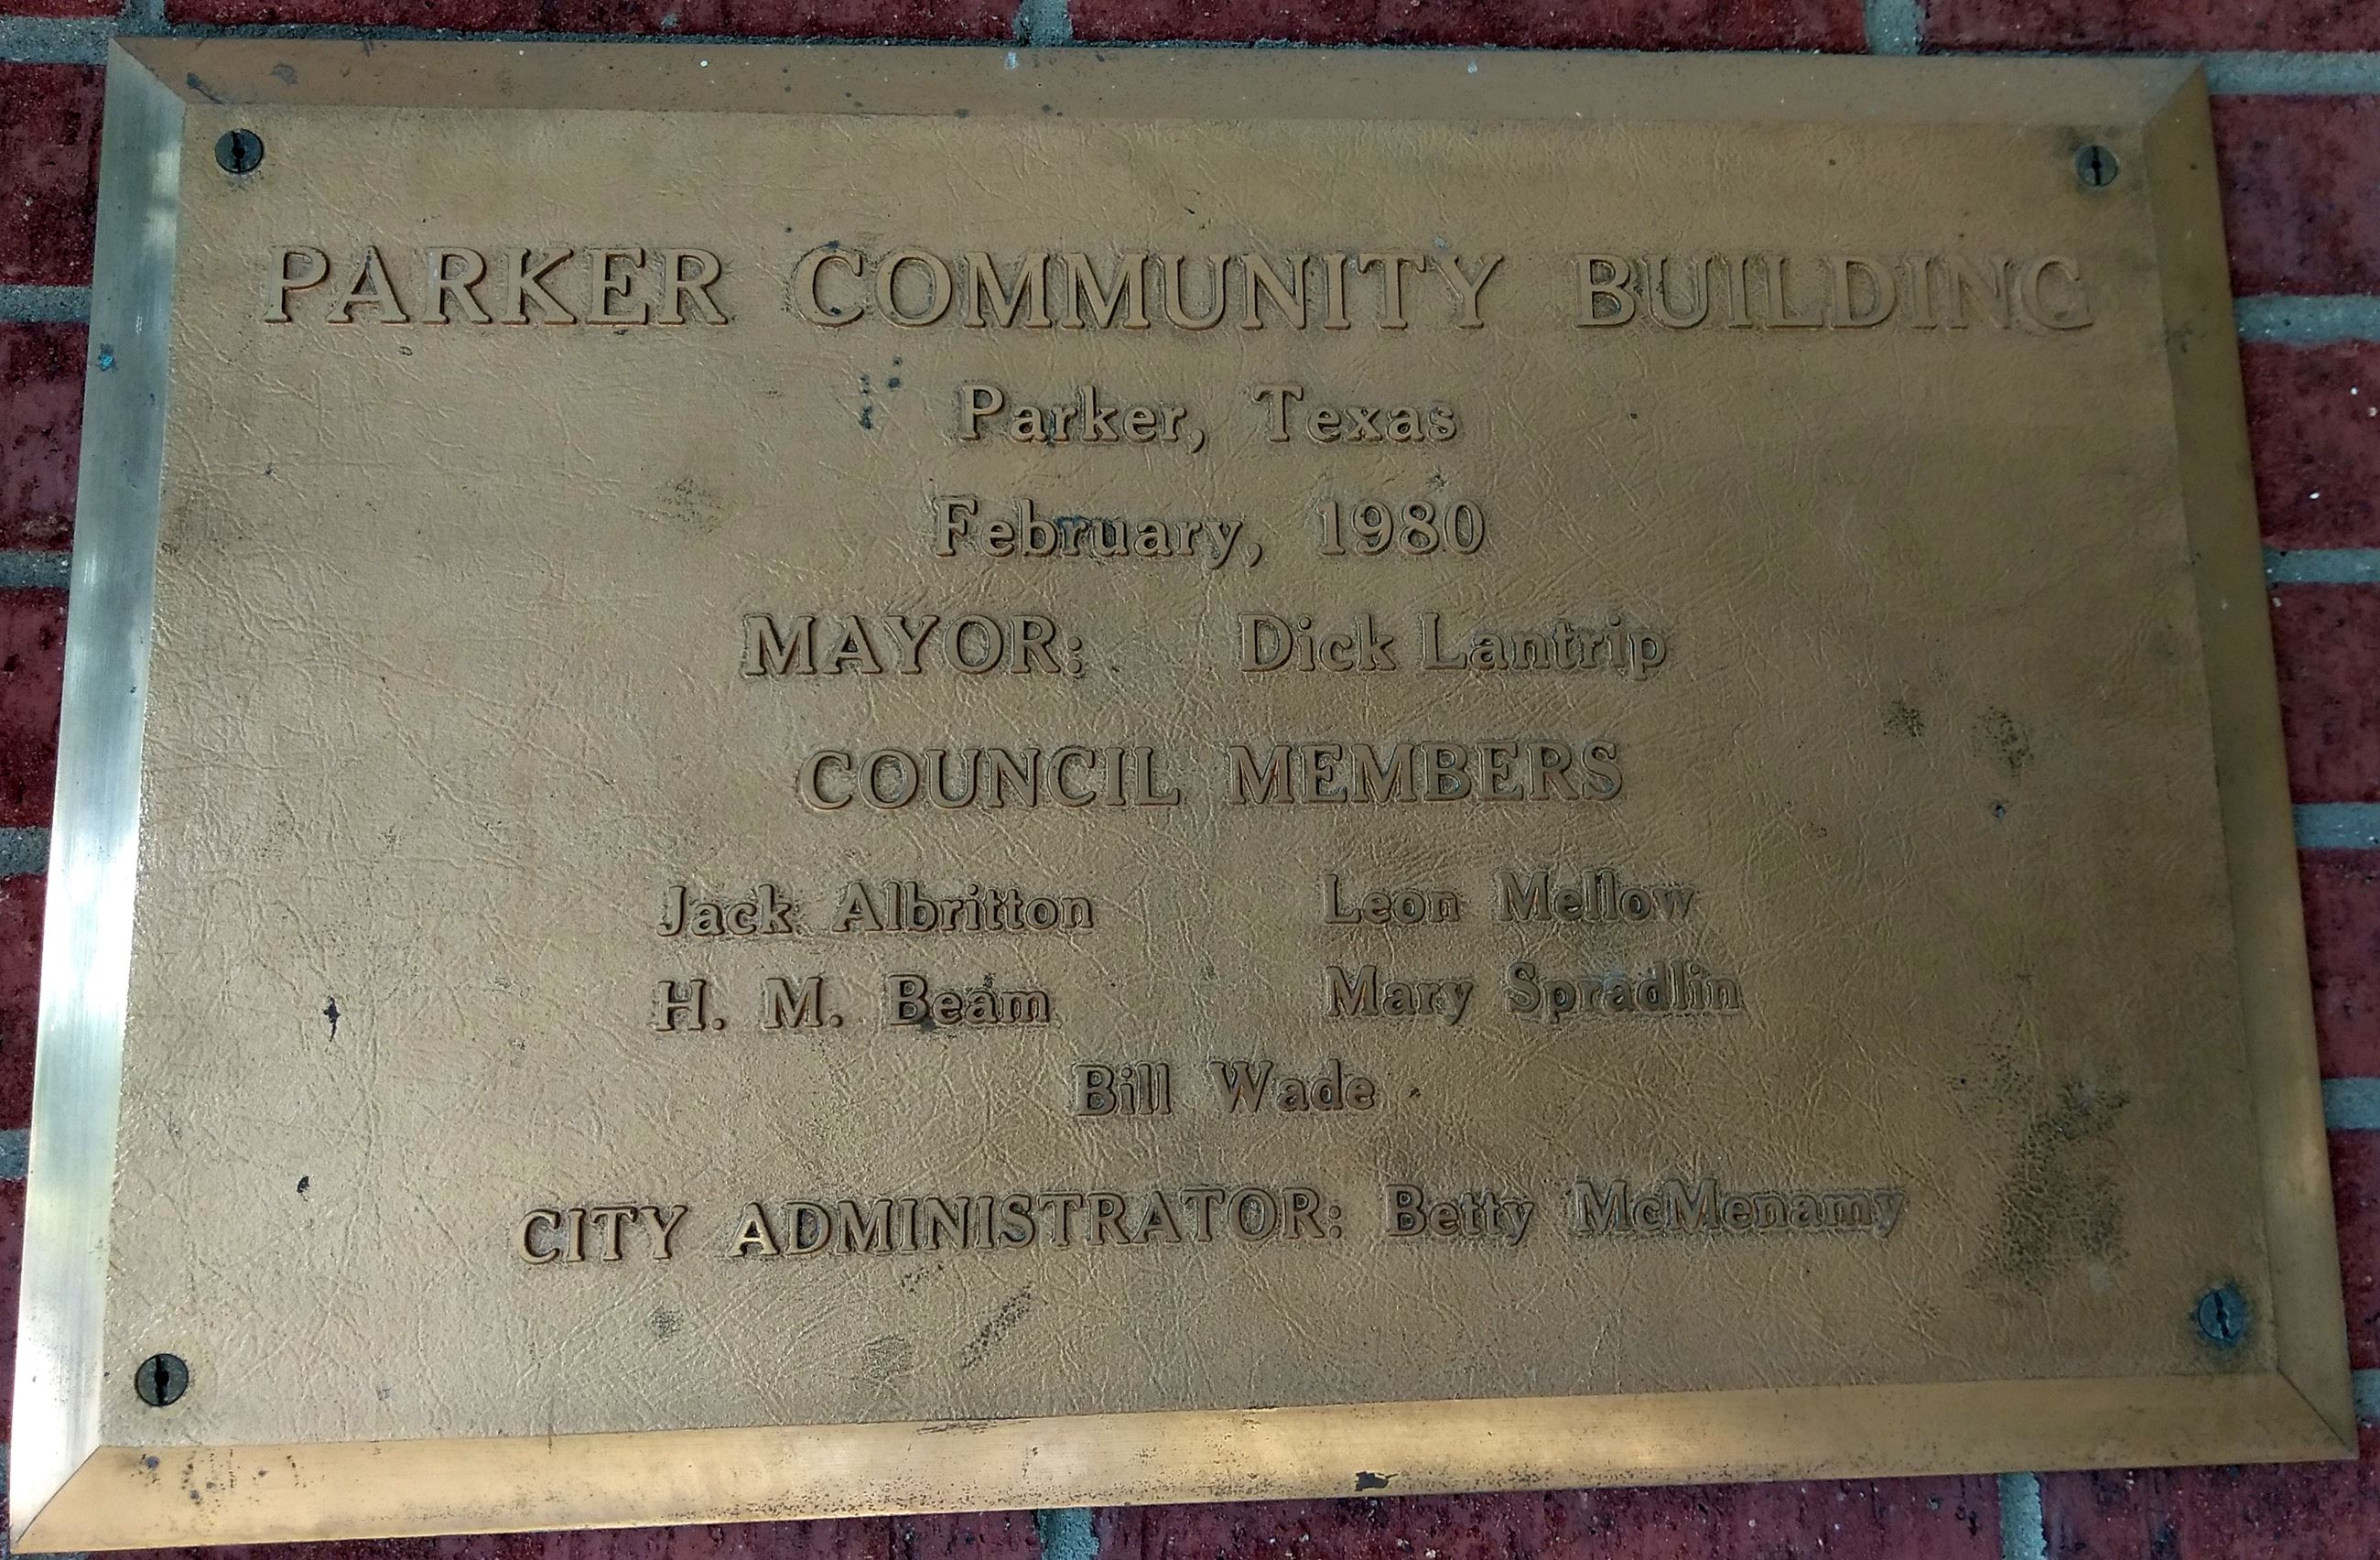 PARKER COMMUNITY BUILDING
Parker, Texas
February, 1980
MAYOR: Dick Lantrip
COUNCIL MEMBERS
Jack Albritton Leon Mellow
H. M. Beam Mary Spradlin
Bill Wade
CITY ADMINISTRATOR: Betty McMenamy